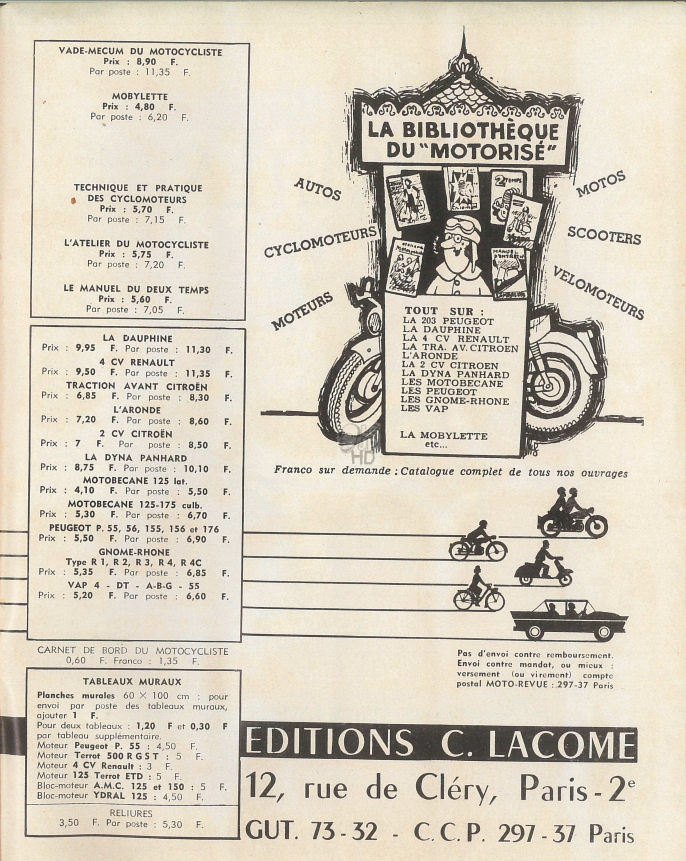 VADE-MECUM DU MOTOCYCLISTE
Prix : 8,90 F.
Par poste : 11,35 F.
MOBYLETTE
Prix : 4,80 F.
Par poste : 6,20 F.
TECHNIQUE ET PRATIQUE
DES CYCLOMOTEURS
Prix : 5,70 F.
Par poste : 7,15 F.
L'ATELIER DU MOTOCYCLISTE
Prix : 5,75 F.
Par poste : 7,20 F.
LE MANUEL DU DEUX TEMPS
Prix : 5,60 F.
Par poste : 7,05 F.
LA DAUPHINE
Prix : 9,95 F. Par poste : 11,30 F.
4 CV RENAULT
Prix : 9,50 F. Par poste : 11,35 F.
TRACTION AVANT CITROËN
Prix : 6,85 F. Par poste : 8,30 F.
L'ARONDE
Prix : 7,20 F. Par poste : 8,60 F.
2 CV CITROËN
Prix : 7 F. Par poste : 8,50 F.
LA DYNA PANHARD
Prix : 8,75 F. Par poste : 10,10 F.
MOTOBECANE 125 lat.
Prix : 4,10 F. Par poste : 5,50 F.
MOTOBECANE 125-175 culb.
Prix : 5,30 F. Par poste : 6,70 F.
PEUGEOT P. 55, 56, 155, 156 et 176
Prix : 5,50 F. Par poste : 6,90 F.
GNOME-RHONE
Type R 1, R 2, R 3, R 4, R 4C
Prix : 5,35 F. Par poste : 6,85 F.
VAP 4 - DT - A-B-G - 55
Prix : 5,20 F. Par poste : 6,60 F.
CARNET DE BORD DU MOTOCYCLISTE
0,60 F. Franco : 1,35 F.
TABLEAUX MURAUX
Planches murales 60 X 100 cm : pour
envoi par poste des tableaux muraux,
ajouter 1 F.
Pour deux tableaux : 1,20 F et 0,30 F
par tableau supplémentaire.
Moteur Peugeot P. 55 : 4,50 F.
Moteur Terrot 500 R G S T : 5 F.
Moteur 4 CV Renault : 3 F.
Moteur 125 Terrot ETD : 5 F.
Bloc-moteur A.M.C. 125 et 150 : 5 F.
Bloc-moteur YDRAL 125 : 4,50 F.
RELIURES
3,50 F. Par poste : 5,30 F.
LA BIBLIOTHÈQUE
DU "MOTORISÉ"
AUTOS
CYCLOMOTEURS
MOTEURS
MOTOS
SCOOTERS
VELOMOTEURS
2 TEMPS
TOUT SUR :
LA 203 PEUGEOT
LA DAUPHINE
LA 4 CV RENAULT
LA TRA. AV. CITROEN
L'ARONDE
LA 2 CV CITROEN
LA DYNA PANHARD
LES MOTOBECANE
LES PEUGEOT
LES GNOME-RHONE
LES VAP
LA MOBYLETTE
etc...
HD
Franco sur demande : Catalogue complet de tous nos ouvrages
Pas d'envoi contre remboursement.
Envoi contre mandat, ou mieux :
versement (ou virement) compte
postal MOTO-REVUE : 297-37 Paris
EDITIONS C. LACOME
12, rue de Cléry, Paris-2e
GUT. 73-32 - C.C.P. 297-37 Paris